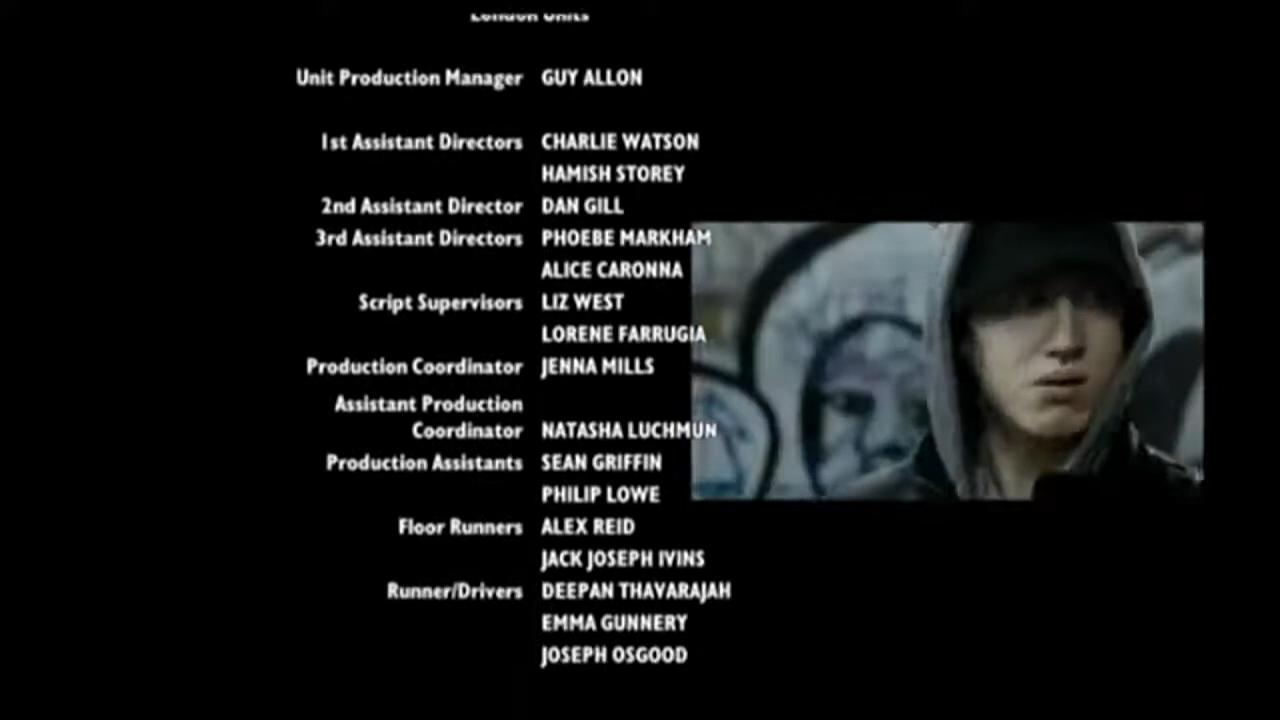 London Units
Unit Production Manager GUY ALLON
1st Assistant Directors CHARLIE WATSON
HAMISH STOREY
2nd Assistant Director DAN GILL
3rd Assistant Directors PHOEBE MARKHAM
ALICE CARONNA
Script Supervisors LIZ WEST
LORENE FARRUGIA
Production Coordinator JENNA MILLS
Assistant Production
Coordinator NATASHA LUCHMUN
Production Assistants SEAN GRIFFIN
PHILIP LOWE
Floor Runners ALEX REID
JACK JOSEPH IVINS
Runner/Drivers DEEPAN THAVARAJAH
EMMA GUNNERY
JOSEPH OSGOOD